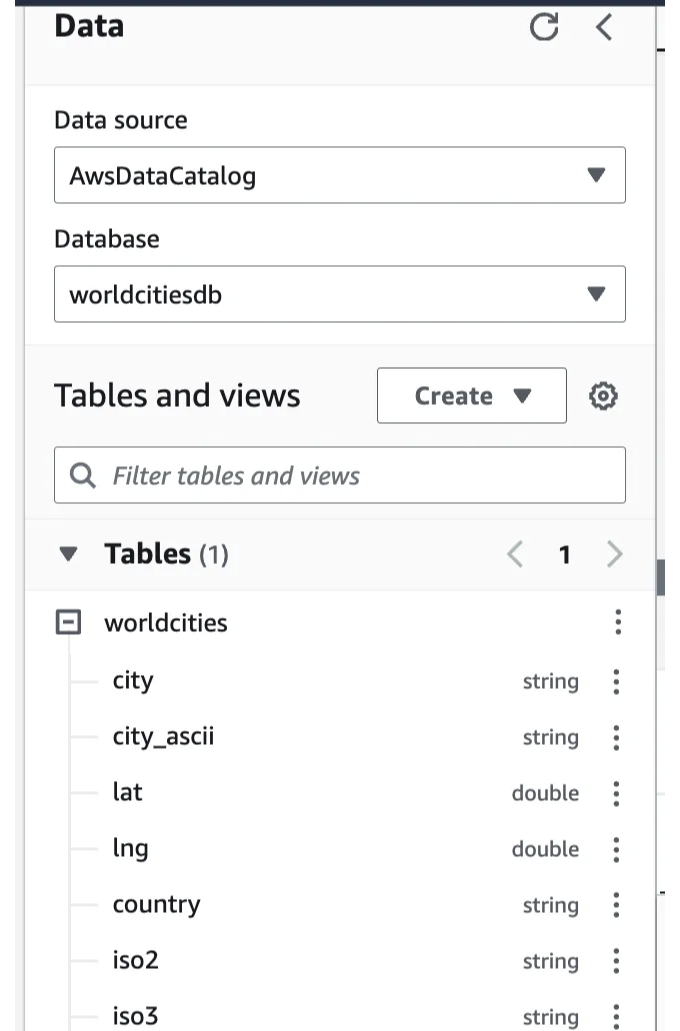 Data
Data source
AwsDataCatalog
Database
worldcitiesdb
Tables and views Create
Filter tables and views
Tables (1) 1
worldcities
city string
city_ascii string
lat double
lng double
country string
iso2 string
iso3 string